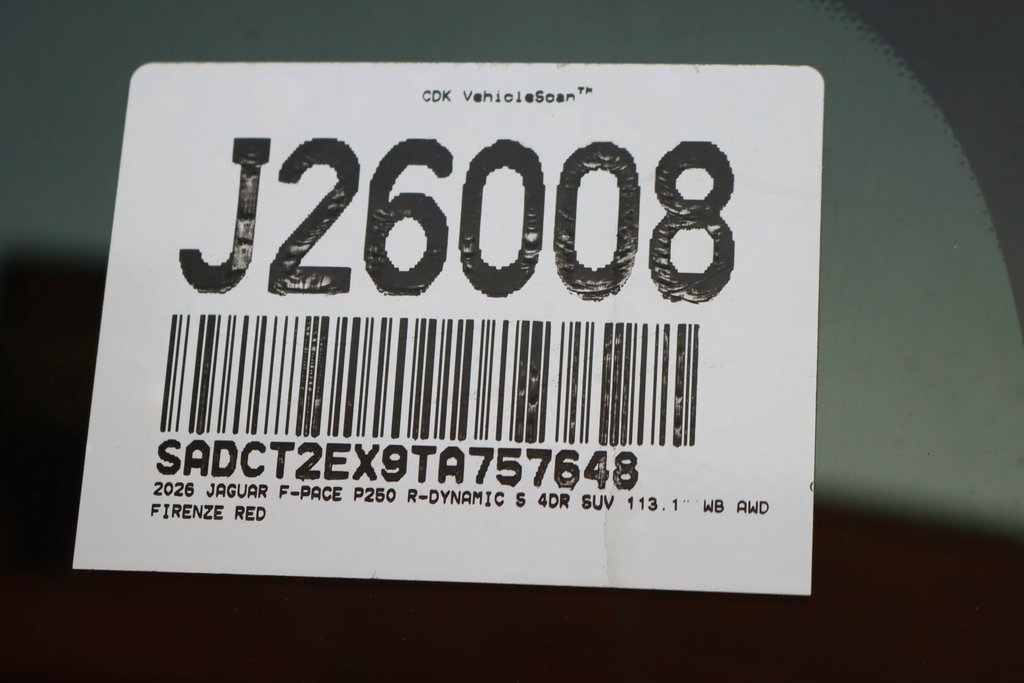 CDK VehicleScan™
J26008
SADCT2EX9TA757648
2026 JAGUAR F-PACE P250 R-DYNAMIC S 4DR SUV 113.1" WB AWD
FIRENZE RED